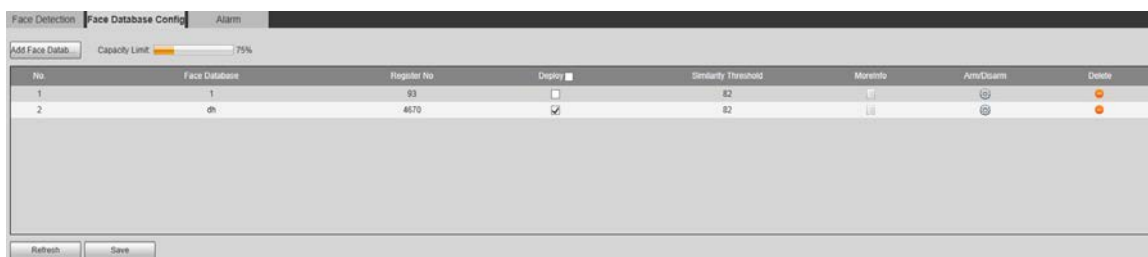 Face Detection Face Database Config Alarm
Add Face Datab... Capacity Limit: 75%
No. Face Database Register No Deploy Similarity Threshold MoreInfo Arm/Disarm Delete
1 1 93 82
2 dh 4670 82
Refresh Save